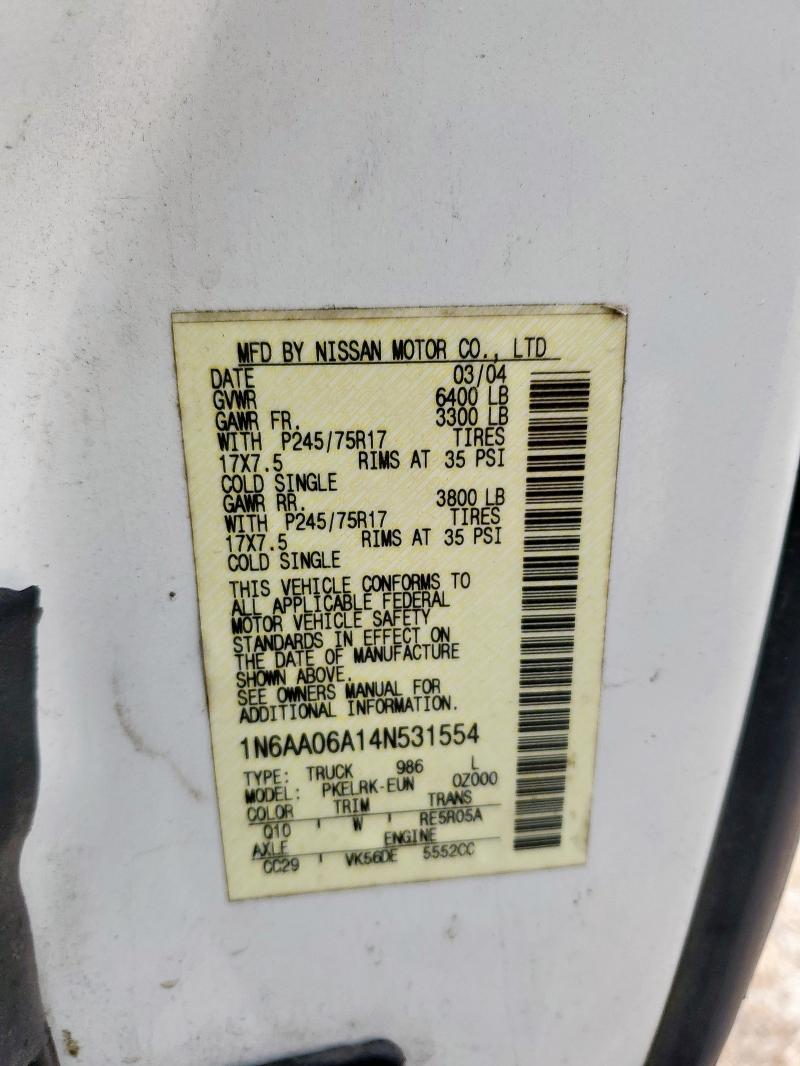 MFD BY NISSAN MOTOR CO., LTD
DATE 03/04
GVWR 6400 LB
GAWR FR. 3300 LB
WITH P245/75R17 TIRES
17X7.5 RIMS AT 35 PSI
COLD SINGLE
GAWR RR. 3800 LB
WITH P245/75R17 TIRES
17X7.5 RIMS AT 35 PSI
COLD SINGLE
THIS VEHICLE CONFORMS TO
ALL APPLICABLE FEDERAL
MOTOR VEHICLE SAFETY
STANDARDS IN EFFECT ON
THE DATE OF MANUFACTURE
SHOWN ABOVE.
SEE OWNERS MANUAL FOR
ADDITIONAL INFORMATION.
1N6AA06A14N531554
TYPE: TRUCK 986 L
MODEL: PKELRK-EUN 0Z000
COLOR TRIM TRANS
Q10 ' W ' RE5R05A
AXLE ENGINE
CC29 ' VK56DE 5552CC